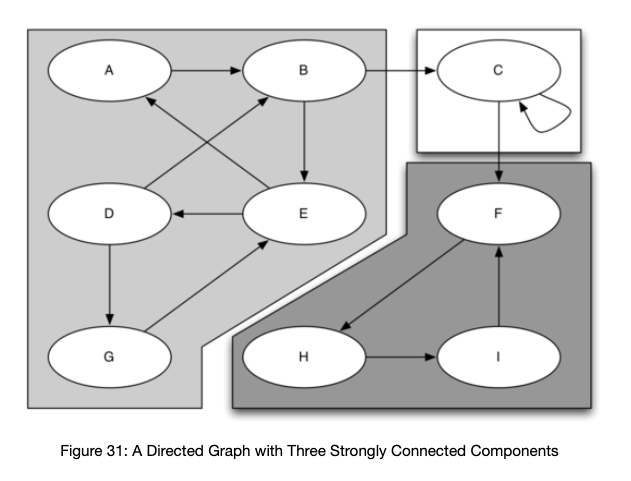 A
B
C
D
E
F
G
H
I
Figure 31: A Directed Graph with Three Strongly Connected Components